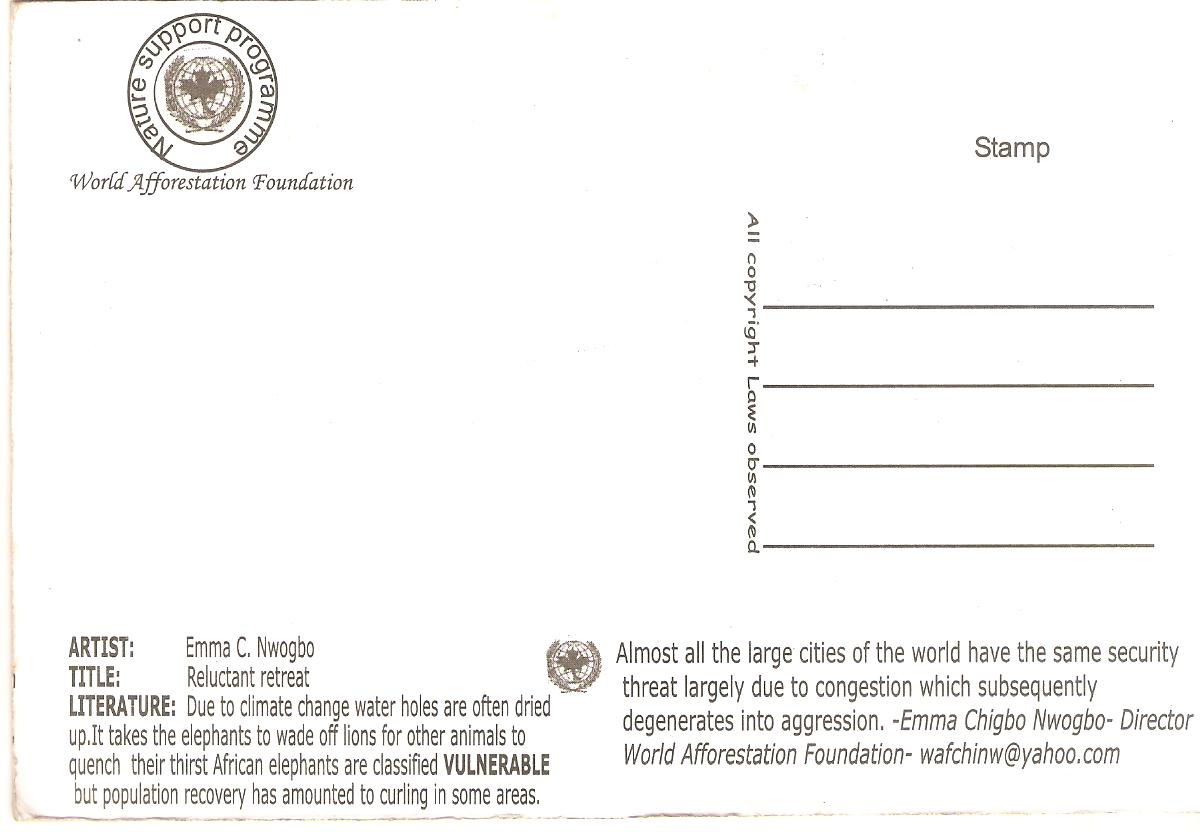 Nature support programme
World Afforestation Foundation
Stamp
All copyright Laws observed
ARTIST: Emma C. Nwogbo
TITLE: Reluctant retreat
LITERATURE: Due to climate change water holes are often dried
up.It takes the elephants to wade off lions for other animals to
quench their thirst African elephants are classified VULNERABLE
but population recovery has amounted to curling in some areas.
Almost all the large cities of the world have the same security
threat largely due to congestion which subsequently
degenerates into aggression. -Emma Chigbo Nwogbo- Director
World Afforestation Foundation- wafchinw@yahoo.com